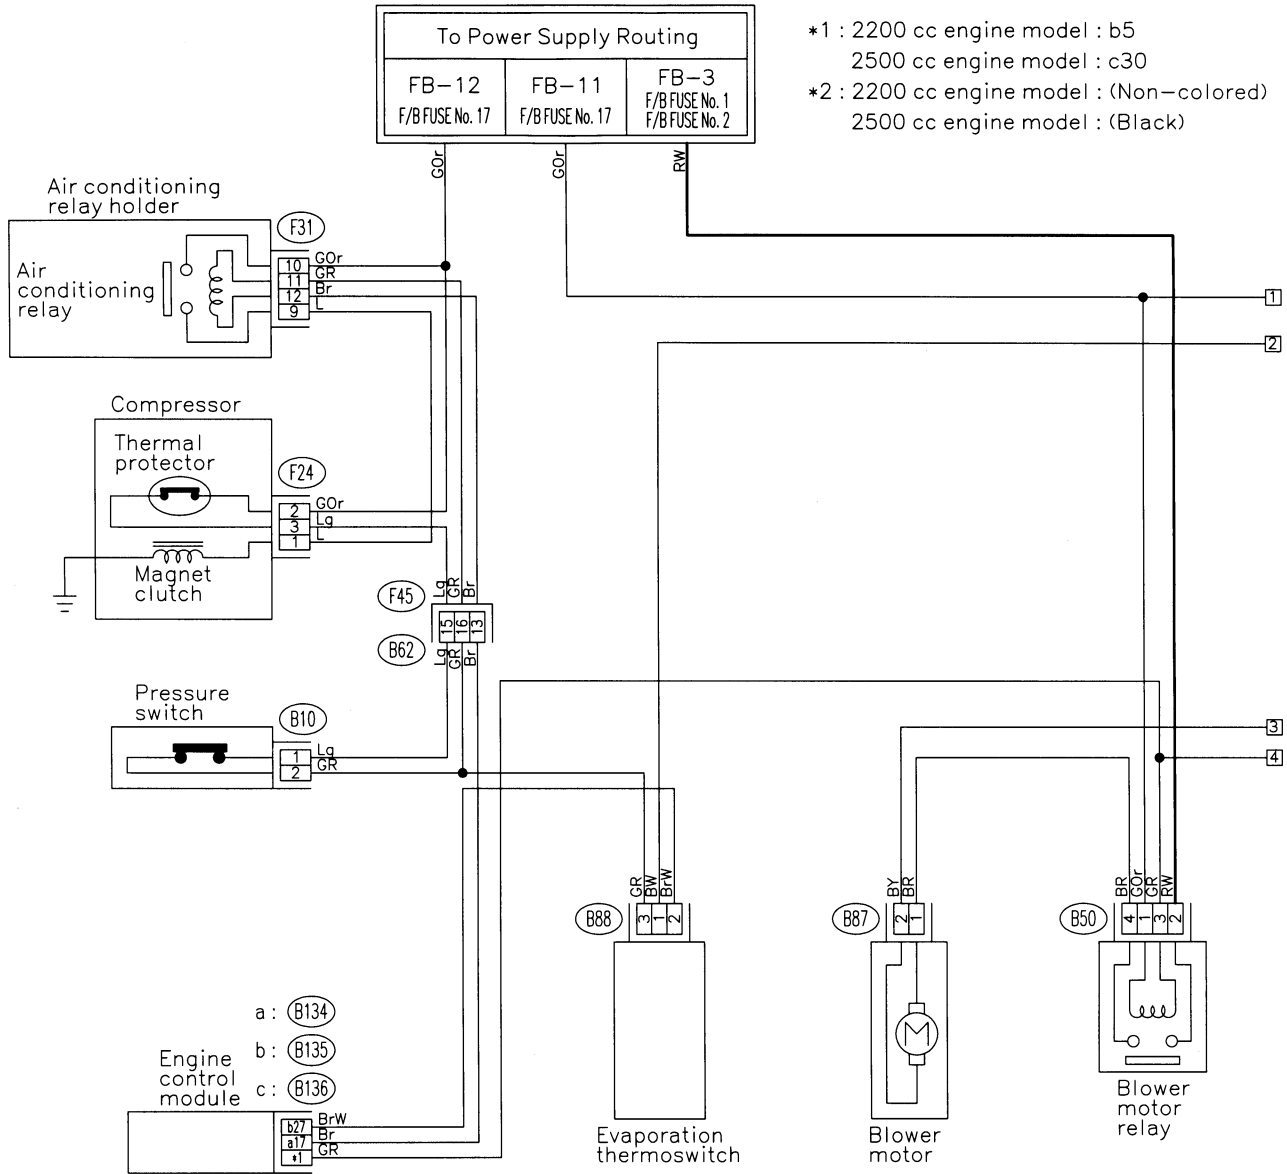 To Power Supply Routing
FB-12
F/B FUSE No. 17
FB-11
F/B FUSE No. 17
FB-3
F/B FUSE No. 1
F/B FUSE No. 2
*1 : 2200 cc engine model : b5
2500 cc engine model : c30
*2 : 2200 cc engine model : (Non-colored)
2500 cc engine model : (Black)
GOr
GOr
RW
Air conditioning
relay holder
F31
Air
conditioning
relay
10 GOr
11 GR
12 Br
9 L
1
2
Compressor
Thermal
protector
F24
2 GOr
3 Lg
1 L
Magnet
clutch
Lg GR Br
F45
15 16 13
B62
Lg GR Br
Pressure
switch
B10
1 Lg
2 GR
3
4
GR BW BrW
B88
3 1 2
BY BR
B87
2 1
BR GOr GR RW
B50
4 1 3 2
M
a : B134
b : B135
c : B136
Engine
control
module
b27 BrW
a17 Br
*1 GR
Evaporation
thermoswitch
Blower
motor
Blower
motor
relay